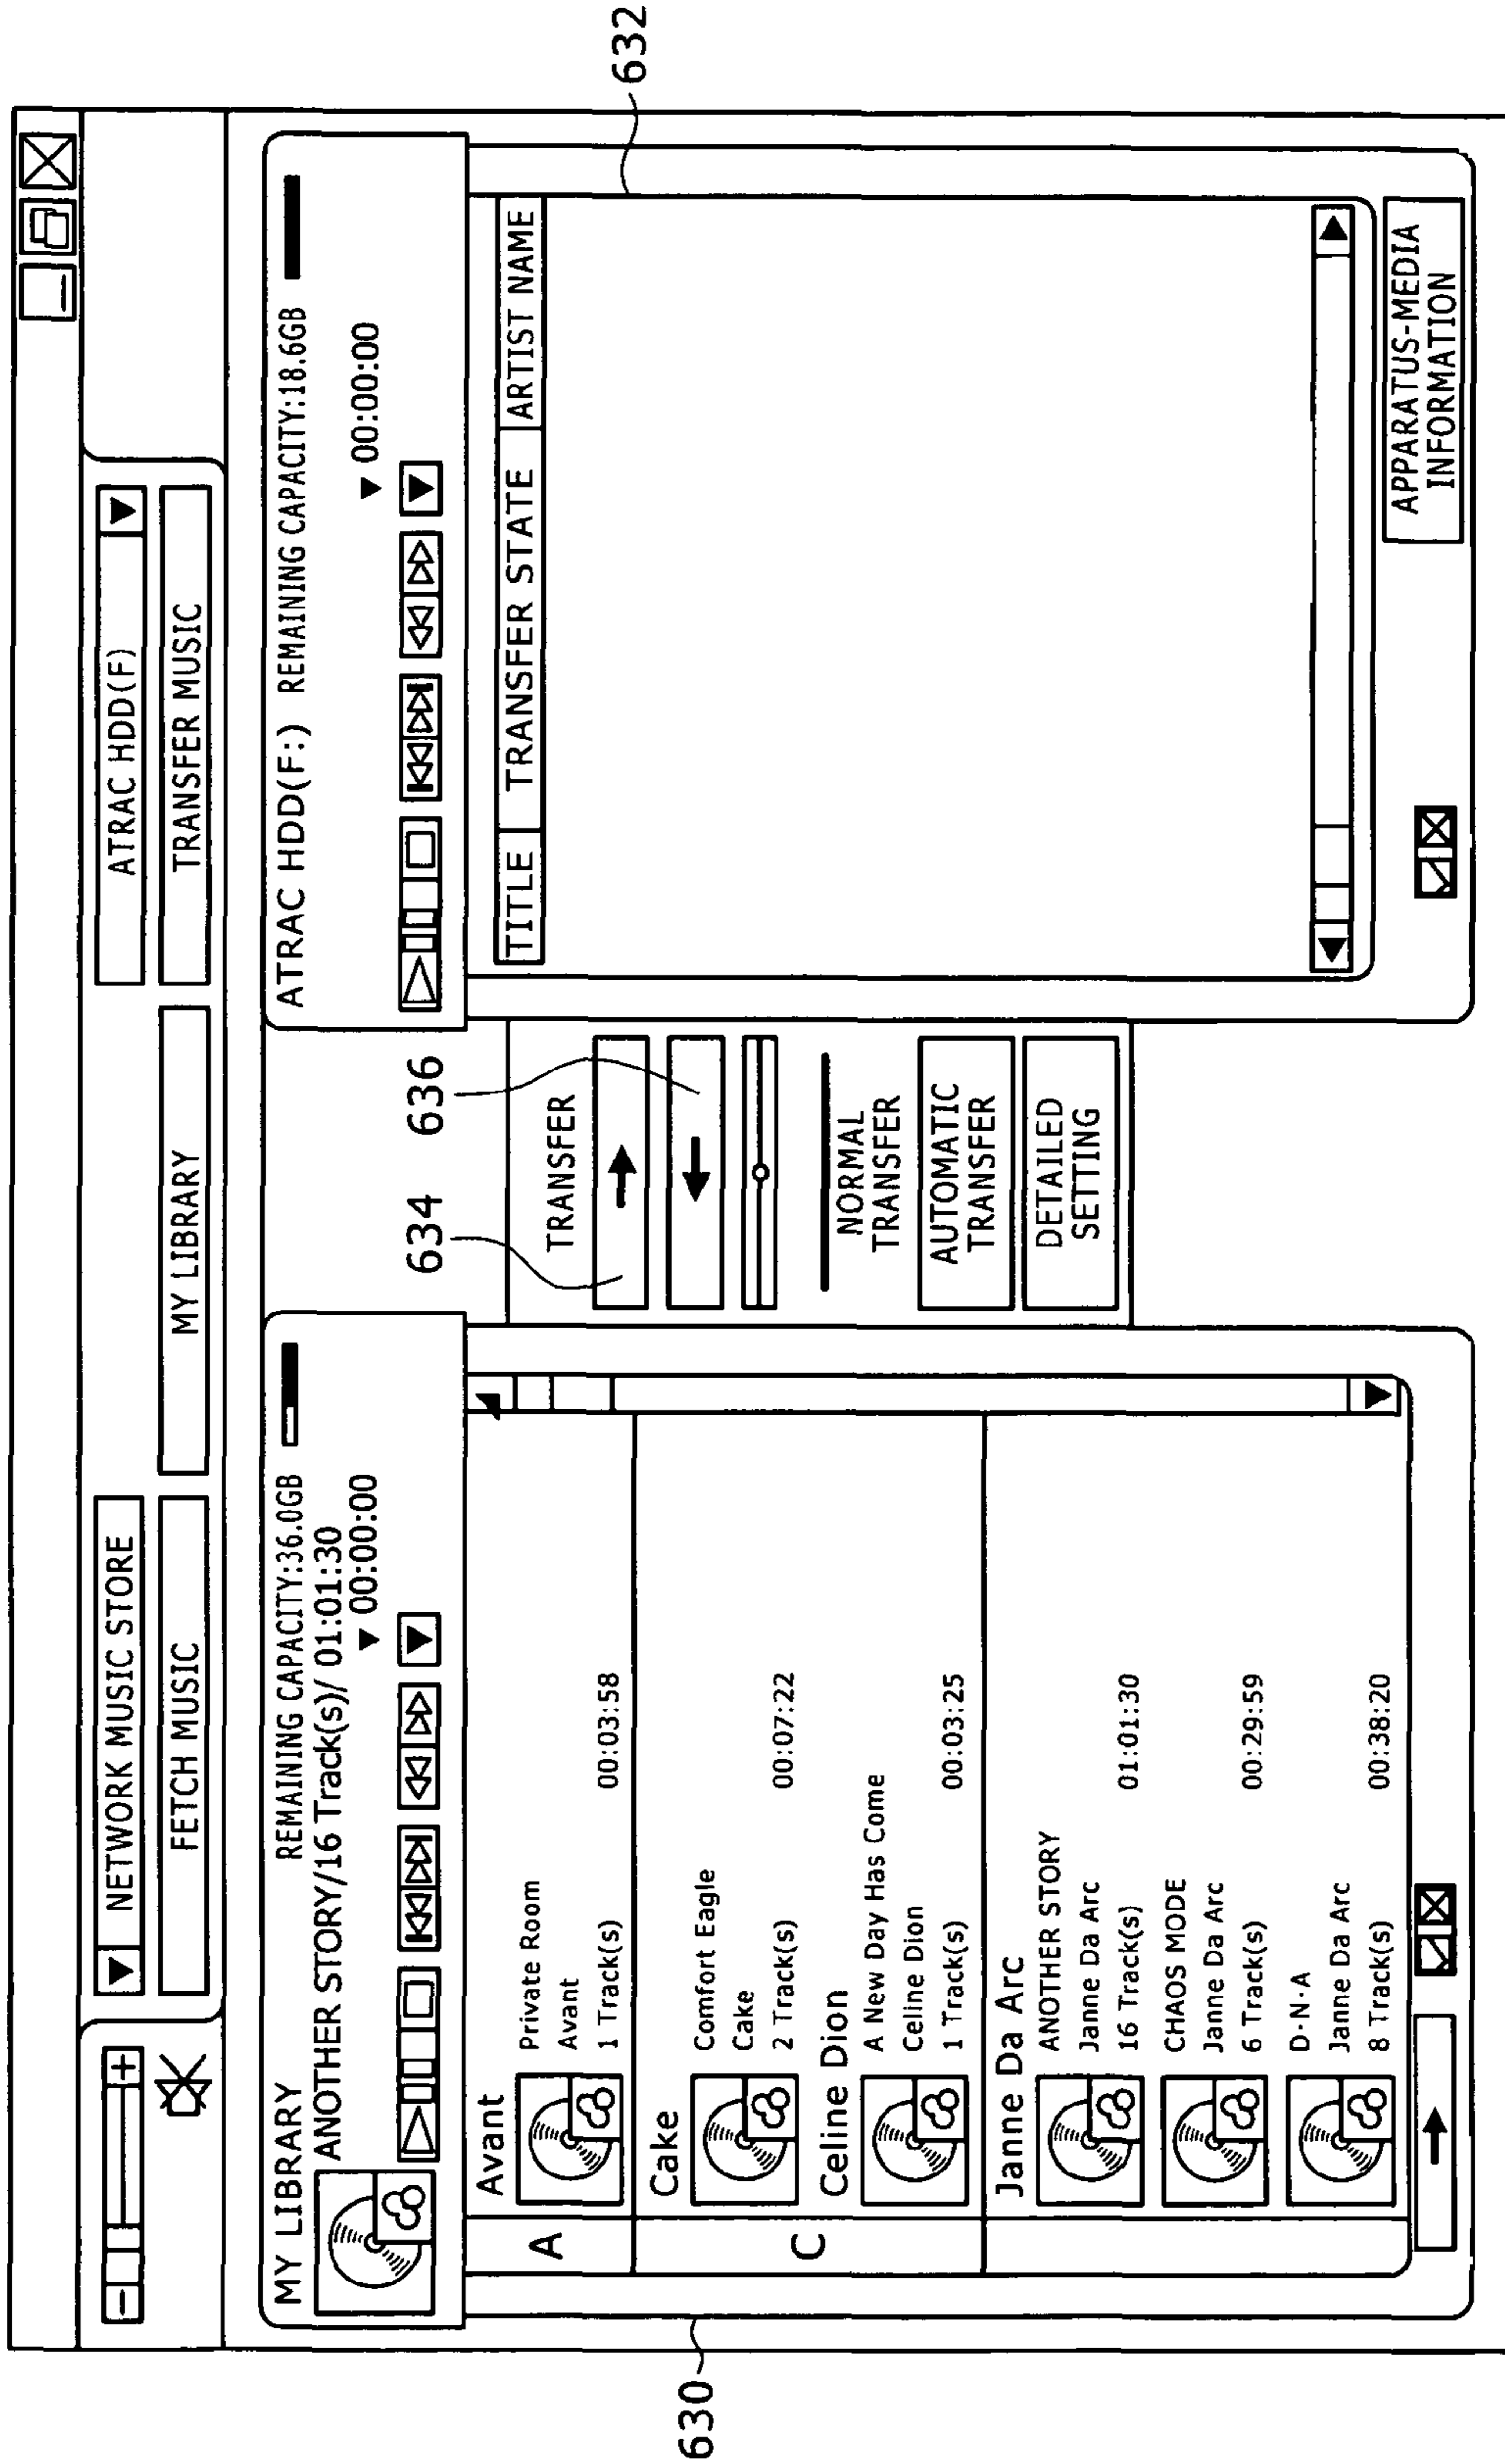 NETWORK MUSIC STORE
ATRAC HDD(F)
FETCH MUSIC
MY LIBRARY
TRANSFER MUSIC
MY LIBRARY
REMAINING CAPACITY:36.0GB
ANOTHER STORY/16 Track(s)/ 01:01:30
00:00:00
A
Avant
Private Room
Avant
1 Track(s) 00:03:58
C
Cake
Comfort Eagle
Cake
2 Track(s) 00:07:22
Celine Dion
A New Day Has Come
Celine Dion
1 Track(s) 00:03:25
Janne Da Arc
ANOTHER STORY
Janne Da Arc
16 Track(s) 01:01:30
CHAOS MODE
Janne Da Arc
6 Track(s) 00:29:59
D·N·A
Janne Da Arc
8 Track(s) 00:38:20
630
634
636
TRANSFER
NORMAL
TRANSFER
AUTOMATIC
TRANSFER
DETAILED
SETTING
ATRAC HDD(F:) REMAINING CAPACITY:18.6GB
00:00:00
TITLE TRANSFER STATE ARTIST NAME
632
APPARATUS-MEDIA
INFORMATION